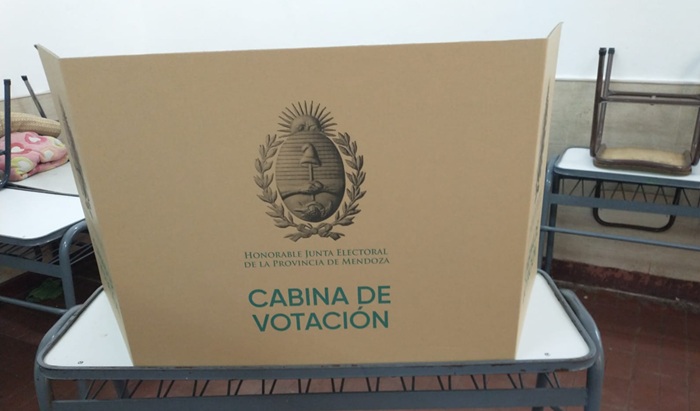 Honorable Junta Electoral
de la Provincia de Mendoza
CABINA DE
VOTACIÓN